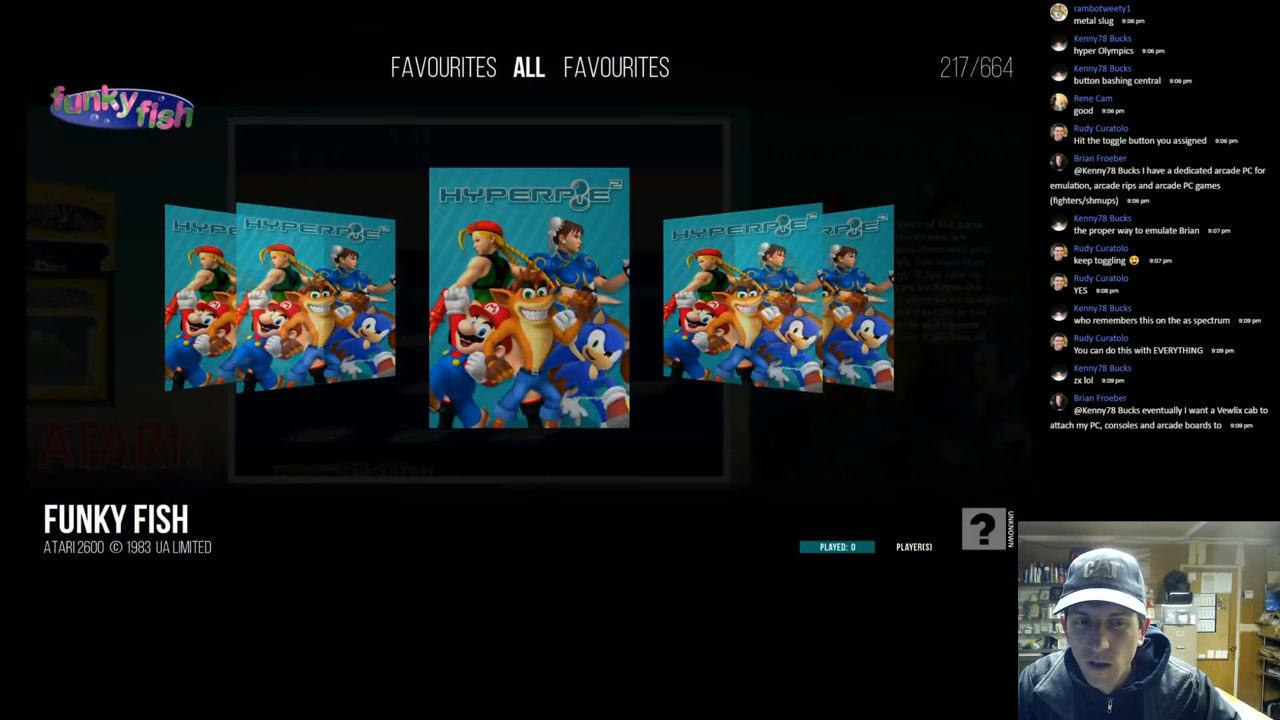 FAVOURITES ALL FAVOURITES
217/664
funky fish
HYPERPIE²
HYPERPIE²
HYPERPIE²
ATARI
FUNKY FISH
ATARI 2600 © 1983 UA LIMITED
PLAYED: 0
PLAYER(S)
?
UNKNOWN
rambotweety1
metal slug 9:06 pm
Kenny78 Bucks
hyper Olympics 9:06 pm
Kenny78 Bucks
button bashing central 9:06 pm
Rene Cam
good 9:06 pm
Rudy Curatolo
Hit the toggle button you assigned 9:06 pm
Brian Froeber
@Kenny78 Bucks I have a dedicated arcade PC for
emulation, arcade rips and arcade PC games
(fighters/shmups) 9:06 pm
Kenny78 Bucks
the proper way to emulate Brian 9:07 pm
Rudy Curatolo
keep toggling 😃 9:07 pm
Rudy Curatolo
YES 9:08 pm
Kenny78 Bucks
who remembers this on the as spectrum 9:09 pm
Rudy Curatolo
You can do this with EVERYTHING 9:09 pm
Kenny78 Bucks
zx lol 9:09 pm
Brian Froeber
@Kenny78 Bucks eventually I want a Vewlix cab to
attach my PC, consoles and arcade boards to 9:09 pm
CAT